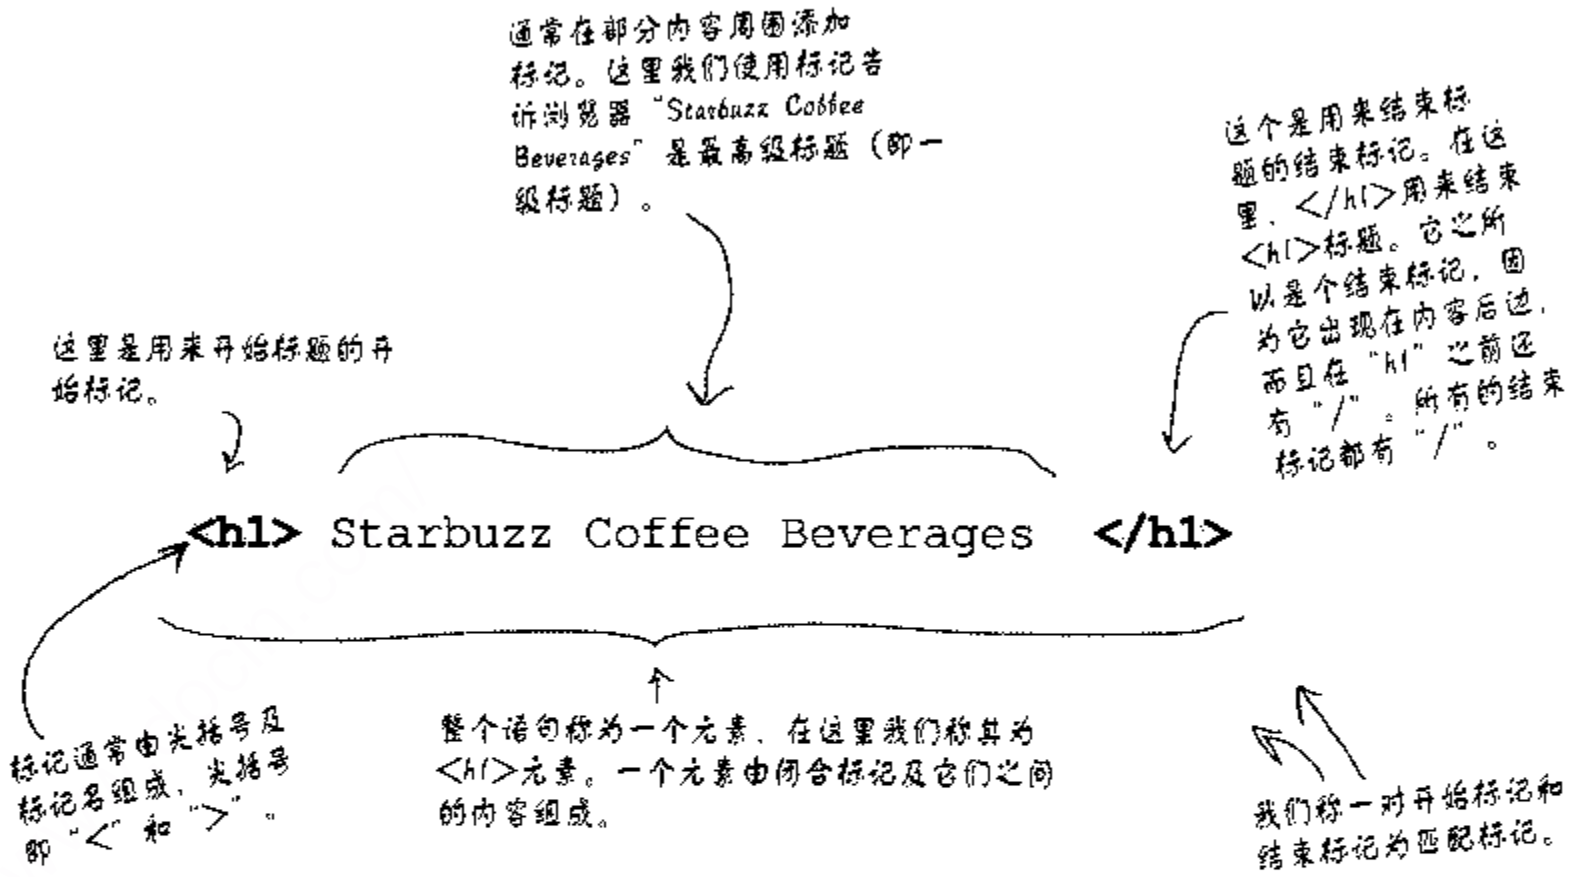 通常在部分内容周围添加
标记。这里我们使用标记告
诉浏览器“Starbuzz Coffee
Beverages”是最高级标题（即一
级标题）。
这个是用来结束标
题的结束标记。在这
里，</h1>用来结束
<h1>标题。它之所
以是个结束标记，因
为它出现在内容后边，
而且在“h1”之前还
有“/”。所有的结束
标记都有“/”。
这里是用来开始标题的开
始标记。
<h1> Starbuzz Coffee Beverages </h1>
标记通常由尖括号及
标记名组成，尖括号
即“<”和“>”。
整个语句称为一个元素，在这里我们称其为
<h1>元素。一个元素由闭合标记及它们之间
的内容组成。
我们称一对开始标记和
结束标记为匹配标记。